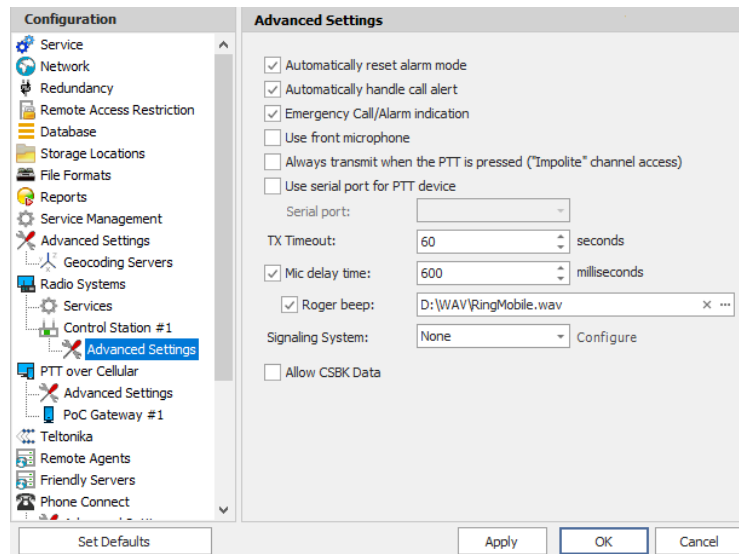 Configuration
Service
Network
Redundancy
Remote Access Restriction
Database
Storage Locations
File Formats
Reports
Service Management
Advanced Settings
Geocoding Servers
Radio Systems
Services
Control Station #1
Advanced Settings
PTT over Cellular
Advanced Settings
PoC Gateway #1
Teltonika
Remote Agents
Friendly Servers
Phone Connect
Set Defaults
Advanced Settings
Automatically reset alarm mode
Automatically handle call alert
Emergency Call/Alarm indication
Use front microphone
Always transmit when the PTT is pressed ("Impolite" channel access)
Use serial port for PTT device
Serial port:
TX Timeout: 60 seconds
Mic delay time: 600 milliseconds
Roger beep: D:\WAV\RingMobile.wav
Signaling System: None Configure
Allow CSBK Data
Apply OK Cancel